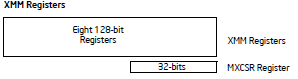 XMM Registers
Eight 128-bit
Registers
XMM Registers
32-bits
MXCSR Register